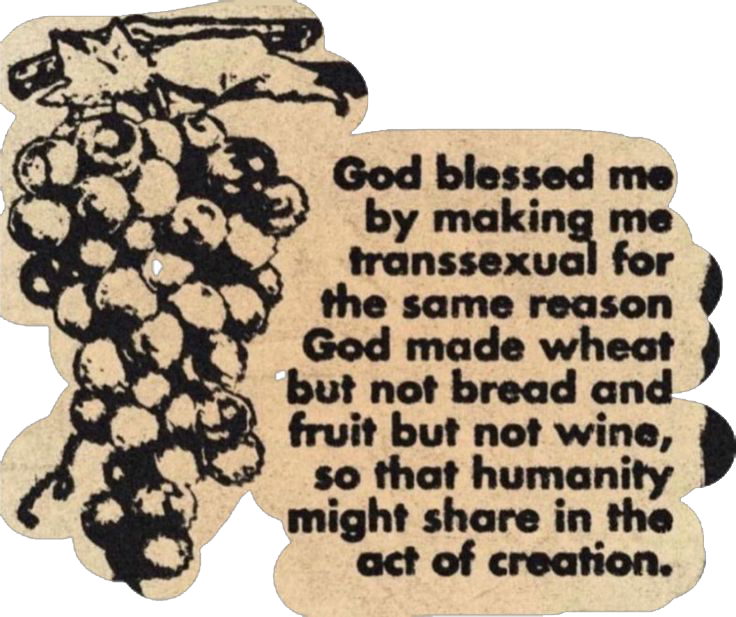 God blessed me
by making me
transsexual for
the same reason
God made wheat
but not bread and
fruit but not wine,
so that humanity
might share in the
act of creation.